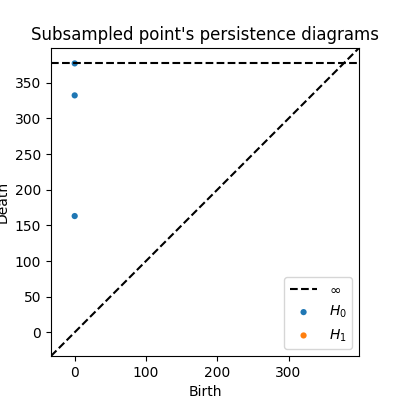 Subsampled point's persistence diagrams
Death
350
300
250
200
150
100
50
0
∞
H₀
H₁
0 100 200 300
Birth